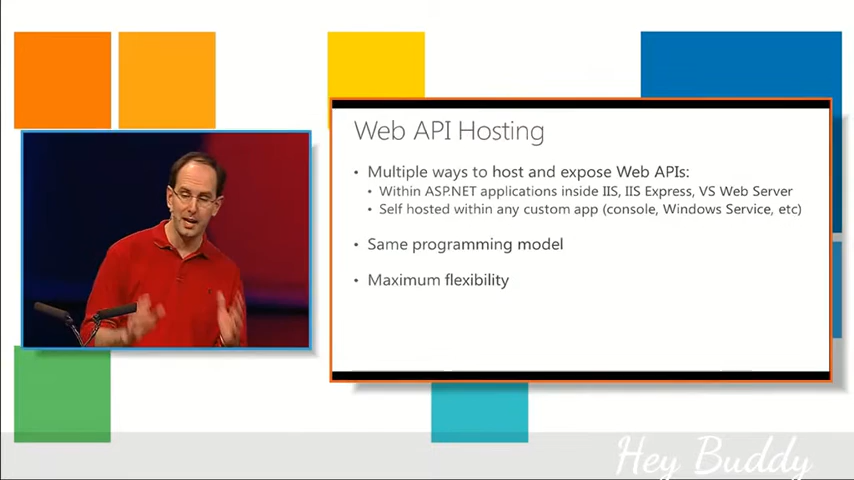 Web API Hosting
• Multiple ways to host and expose Web APIs:
• Within ASP.NET applications inside IIS, IIS Express, VS Web Server
• Self hosted within any custom app (console, Windows Service, etc)
• Same programming model
• Maximum flexibility
Hey Buddy